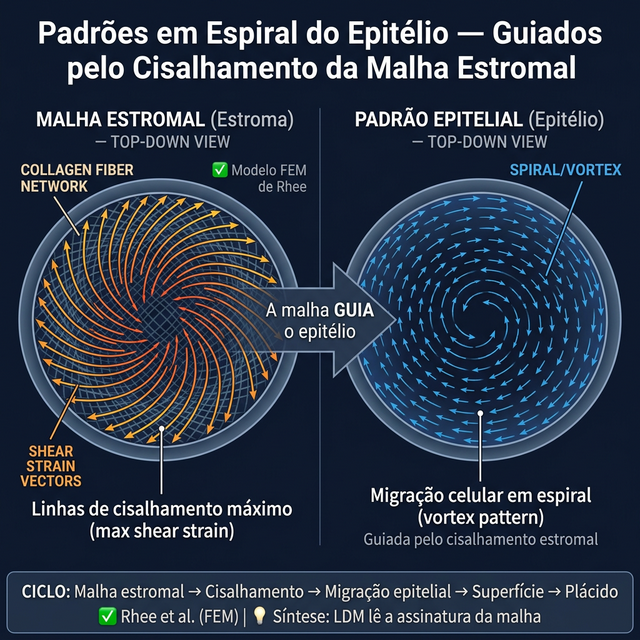 Padrões em Espiral do Epitélio — Guiados
pelo Cisalhamento da Malha Estromal
MALHA ESTROMAL (Estroma)
— TOP-DOWN VIEW
COLLAGEN FIBER
NETWORK
✅ Modelo FEM
de Rhee
SHEAR
STRAIN
VECTORS
Linhas de cisalhamento máximo
(max shear strain)
A malha GUIA
o epitélio
PADRÃO EPITELIAL (Epitélio)
— TOP-DOWN VIEW
SPIRAL/VORTEX
Migração celular em espiral
(vortex pattern)
Guiada pelo cisalhamento estromal
CICLO: Malha estromal → Cisalhamento → Migração epitelial → Superfície → Plácido
✅ Rhee et al. (FEM) | 💡 Síntese: LDM lê a assinatura da malha